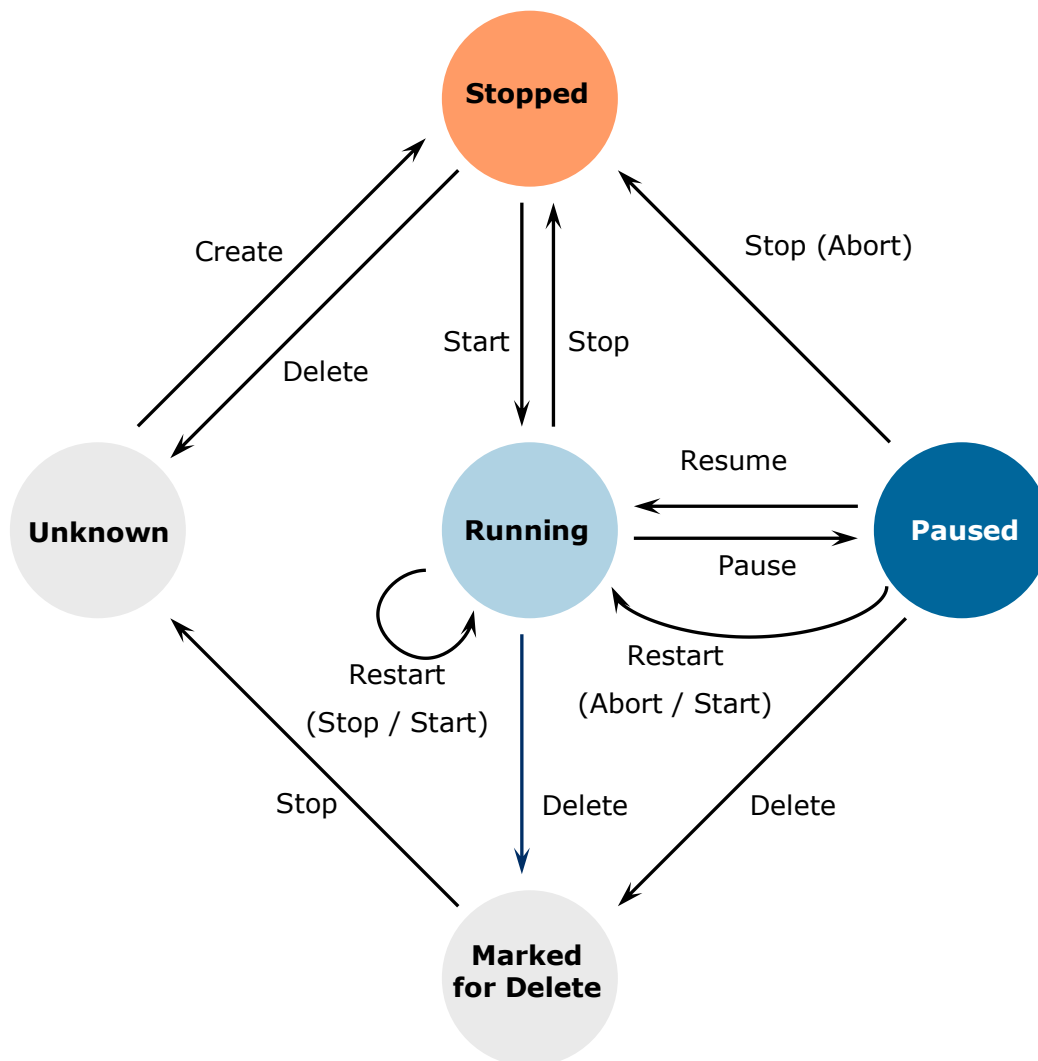 Stopped
Create
Stop (Abort)
Start
Stop
Delete
Resume
Unknown
Running
Paused
Pause
Restart
(Stop / Start)
Restart
(Abort / Start)
Stop
Delete
Delete
Marked
for Delete